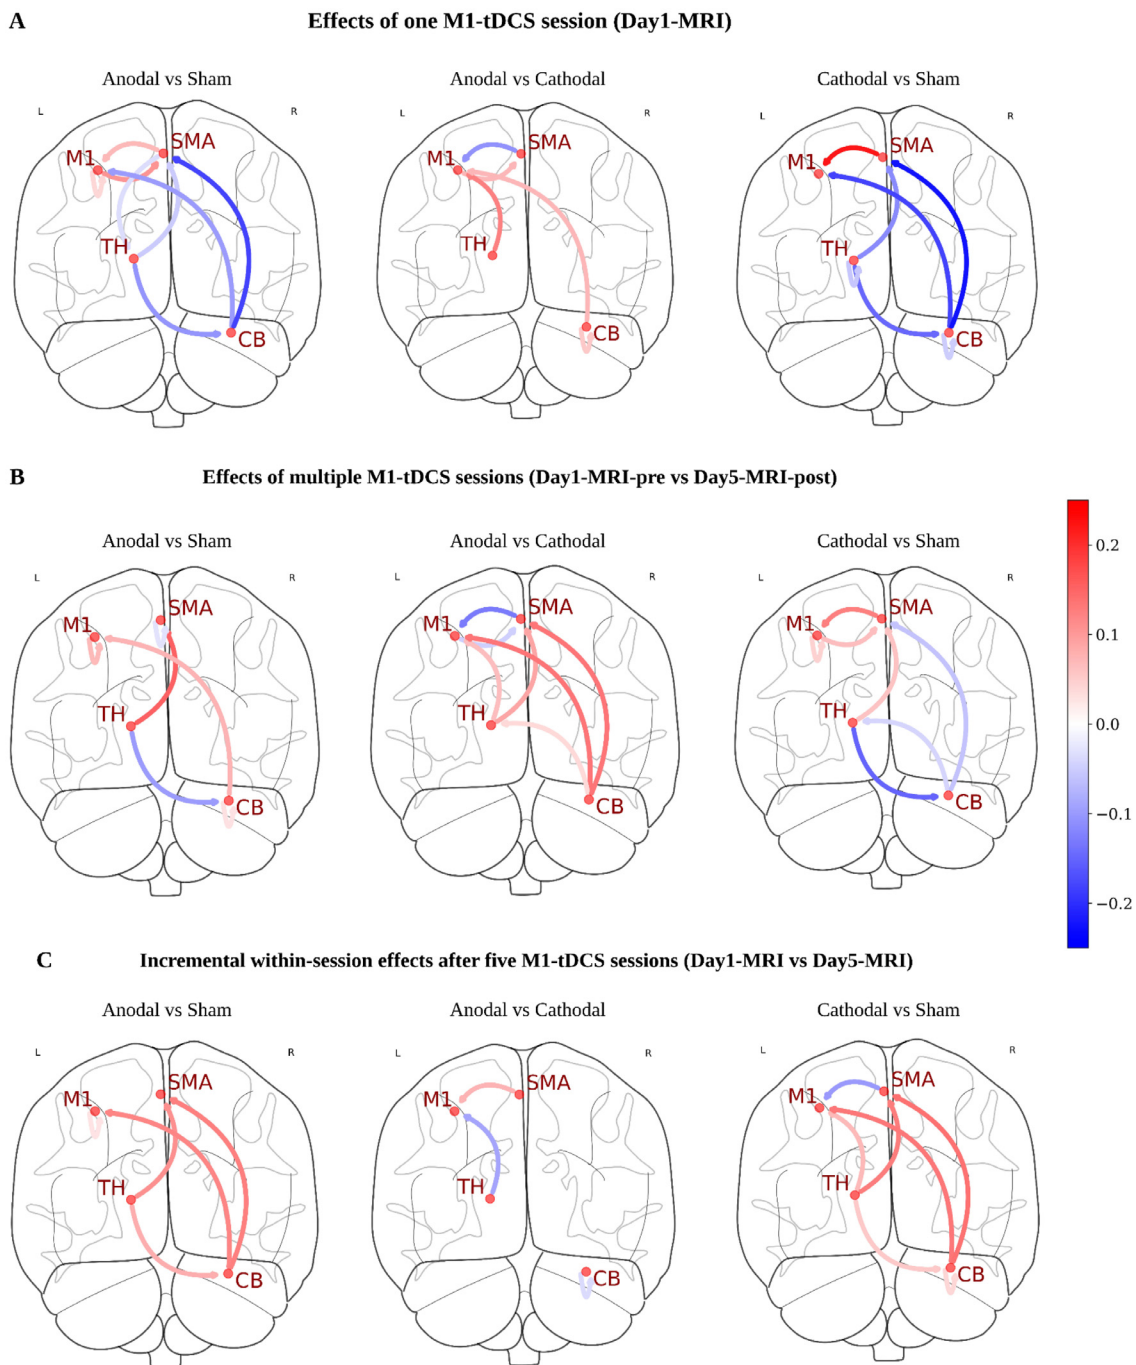 A
Effects of one M1-tDCS session (Day1-MRI)
Anodal vs Sham
Anodal vs Cathodal
Cathodal vs Sham
L
R
M1
SMA
TH
CB
L
R
M1
SMA
TH
CB
L
R
M1
SMA
TH
CB
B
Effects of multiple M1-tDCS sessions (Day1-MRI-pre vs Day5-MRI-post)
Anodal vs Sham
Anodal vs Cathodal
Cathodal vs Sham
L
R
M1
SMA
TH
CB
L
R
M1
SMA
TH
CB
L
R
M1
SMA
TH
CB
0.2
0.1
0.0
−0.1
−0.2
C
Incremental within-session effects after five M1-tDCS sessions (Day1-MRI vs Day5-MRI)
Anodal vs Sham
Anodal vs Cathodal
Cathodal vs Sham
L
R
M1
SMA
TH
CB
L
R
M1
SMA
TH
CB
L
R
M1
SMA
TH
CB